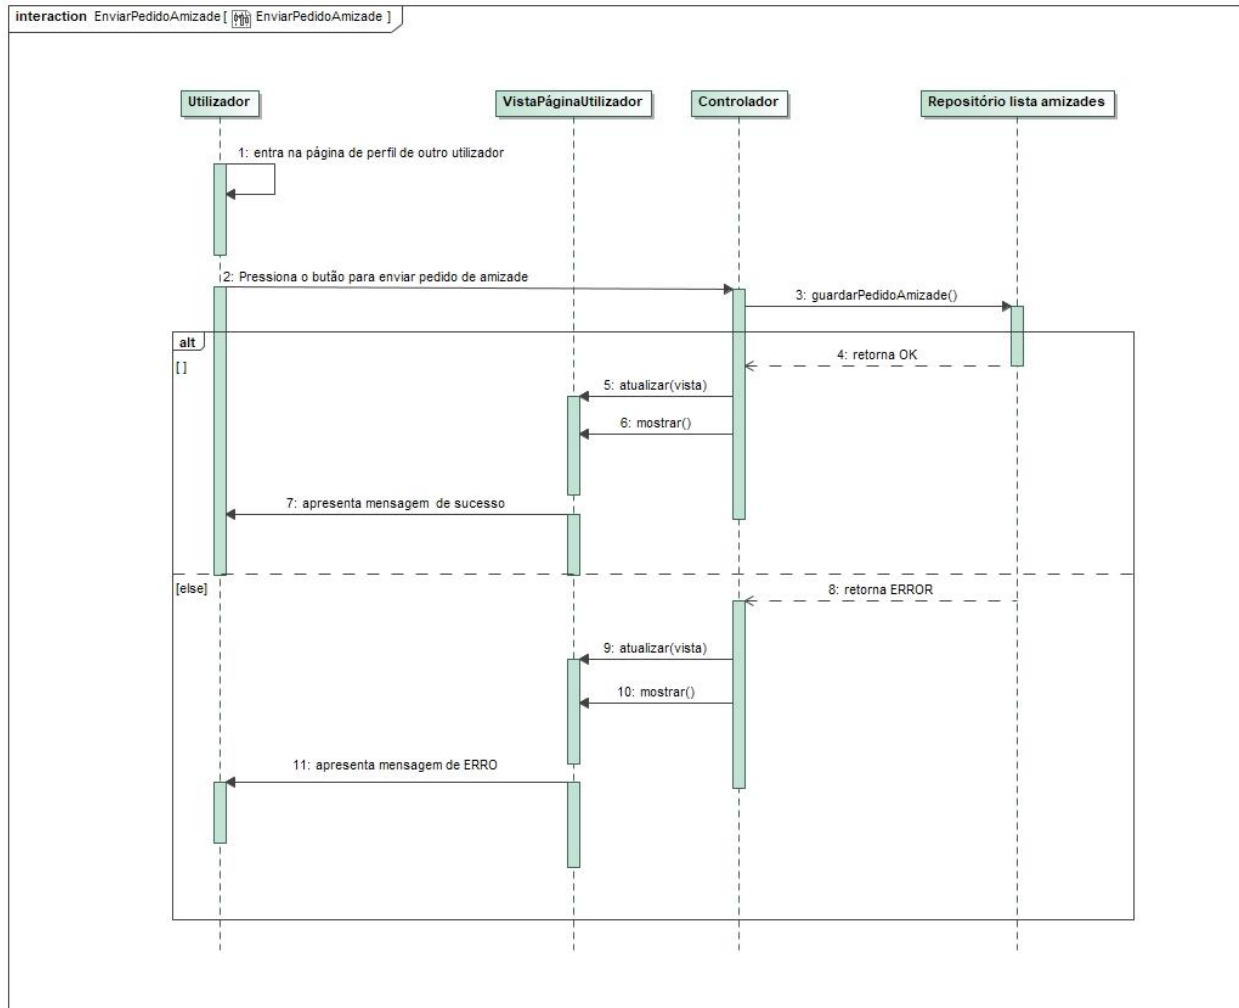 interaction EnviarPedidoAmizade [ EnviarPedidoAmizade ]
Utilizador
VistaPáginaUtilizador
Controlador
Repositório lista amizades
1: entra na página de perfil de outro utilizador
2: Pressiona o butão para enviar pedido de amizade
3: guardarPedidoAmizade()
alt
[ ]
4: retorna OK
5: atualizar(vista)
6: mostrar()
7: apresenta mensagem  de sucesso
[else]
8: retorna ERROR
9: atualizar(vista)
10: mostrar()
11: apresenta mensagem de ERRO